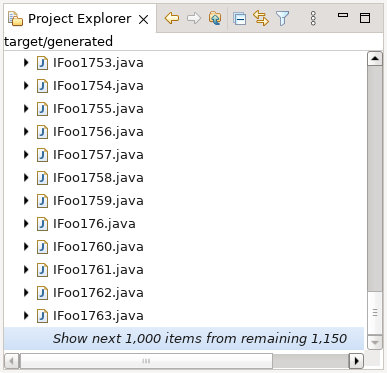 Project Explorer
target/generated
IFoo1753.java
IFoo1754.java
IFoo1755.java
IFoo1756.java
IFoo1757.java
IFoo1758.java
IFoo1759.java
IFoo176.java
IFoo1760.java
IFoo1761.java
IFoo1762.java
IFoo1763.java
Show next 1,000 items from remaining 1,150